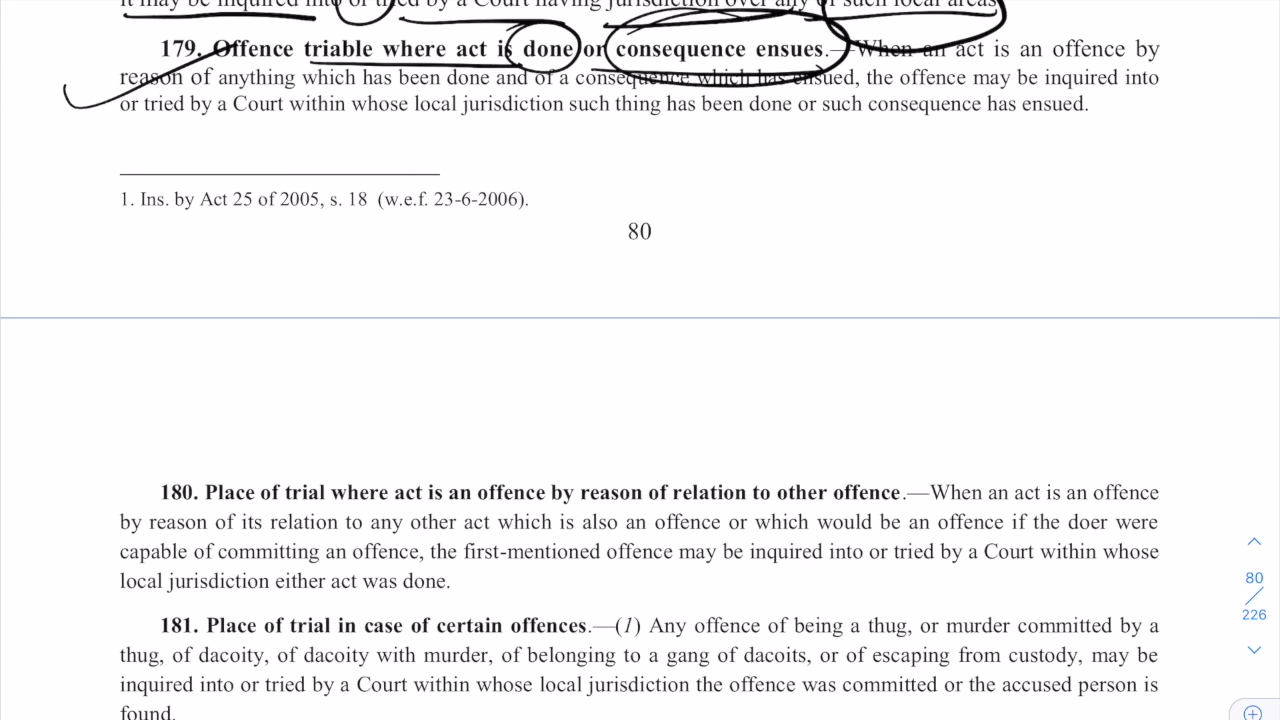 it may be inquired into or tried by a Court having jurisdiction over any of such local areas
179. Offence triable where act is done or consequence ensues.—When an act is an offence by
reason of anything which has been done and of a consequence which has ensued, the offence may be inquired into
or tried by a Court within whose local jurisdiction such thing has been done or such consequence has ensued.
1. Ins. by Act 25 of 2005, s. 18 (w.e.f. 23-6-2006).
80
180. Place of trial where act is an offence by reason of relation to other offence.—When an act is an offence
by reason of its relation to any other act which is also an offence or which would be an offence if the doer were
capable of committing an offence, the first-mentioned offence may be inquired into or tried by a Court within whose
local jurisdiction either act was done.
80
226
181. Place of trial in case of certain offences.—(1) Any offence of being a thug, or murder committed by a
thug, of dacoity, of dacoity with murder, of belonging to a gang of dacoits, or of escaping from custody, may be
inquired into or tried by a Court within whose local jurisdiction the offence was committed or the accused person is
found.